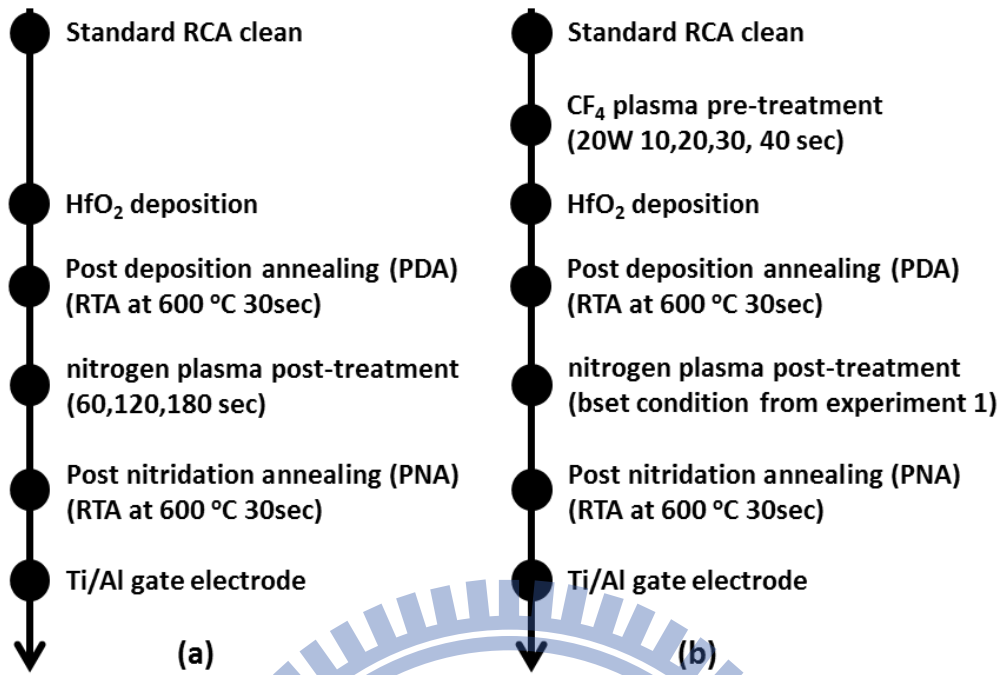 Standard RCA clean
HfO₂ deposition
Post deposition annealing (PDA)
(RTA at 600 ºC 30sec)
nitrogen plasma post-treatment
(60,120,180 sec)
Post nitridation annealing (PNA)
(RTA at 600 ºC 30sec)
Ti/Al gate electrode
(a)
Standard RCA clean
CF₄ plasma pre-treatment
(20W 10,20,30, 40 sec)
HfO₂ deposition
Post deposition annealing (PDA)
(RTA at 600 ºC 30sec)
nitrogen plasma post-treatment
(bset condition from experiment 1)
Post nitridation annealing (PNA)
(RTA at 600 ºC 30sec)
Ti/Al gate electrode
(b)